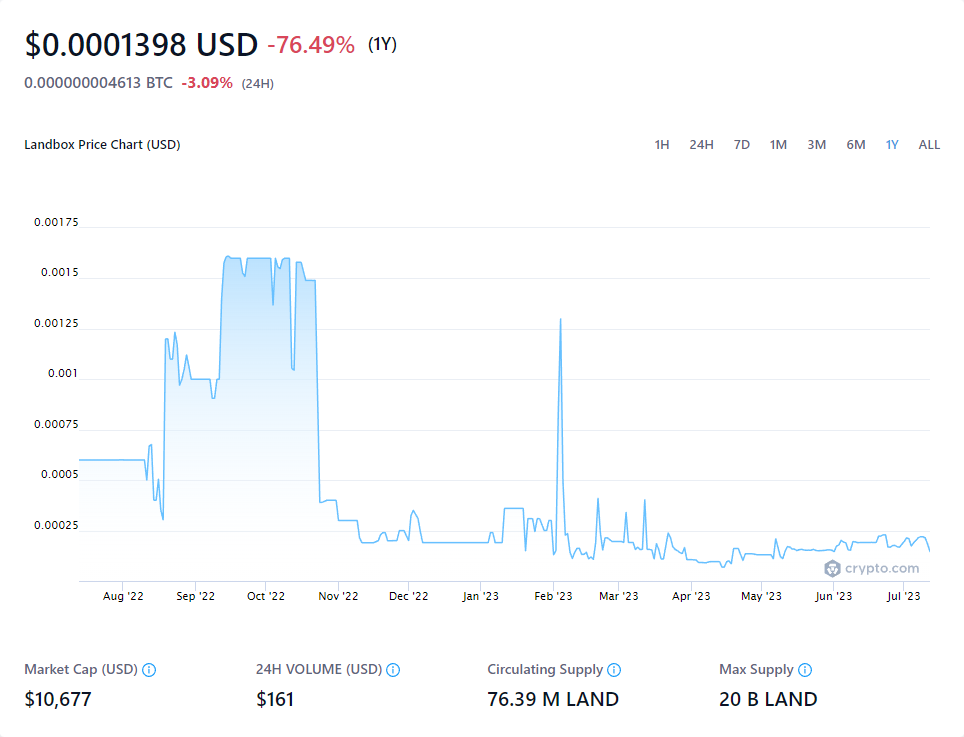 $0.0001398 USD -76.49% (1Y)
0.000000004613 BTC -3.09% (24H)
Landbox Price Chart (USD) 1H 24H 7D 1M 3M 6M 1Y ALL
0.00175
0.0015
0.00125
0.001
0.00075
0.0005
0.00025
crypto.com
Aug '22 Sep '22 Oct '22 Nov '22 Dec '22 Jan '23 Feb '23 Mar '23 Apr '23 May '23 Jun '23 Jul '23
Market Cap (USD) 24H VOLUME (USD) Circulating Supply Max Supply
$10,677 $161 76.39 M LAND 20 B LAND